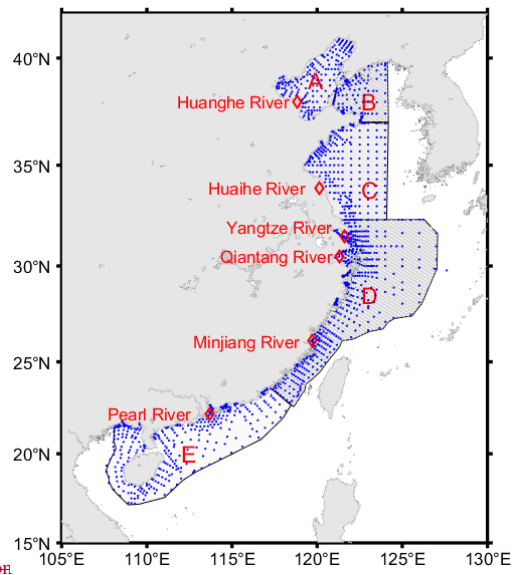 40°N
A
Huanghe River
B
35°N
Huaihe River
C
Yangtze River
30°N
Qiantang River
D
Minjiang River
25°N
Pearl River
20°N
E
15°N
105°E 110°E 115°E 120°E 125°E 130°E